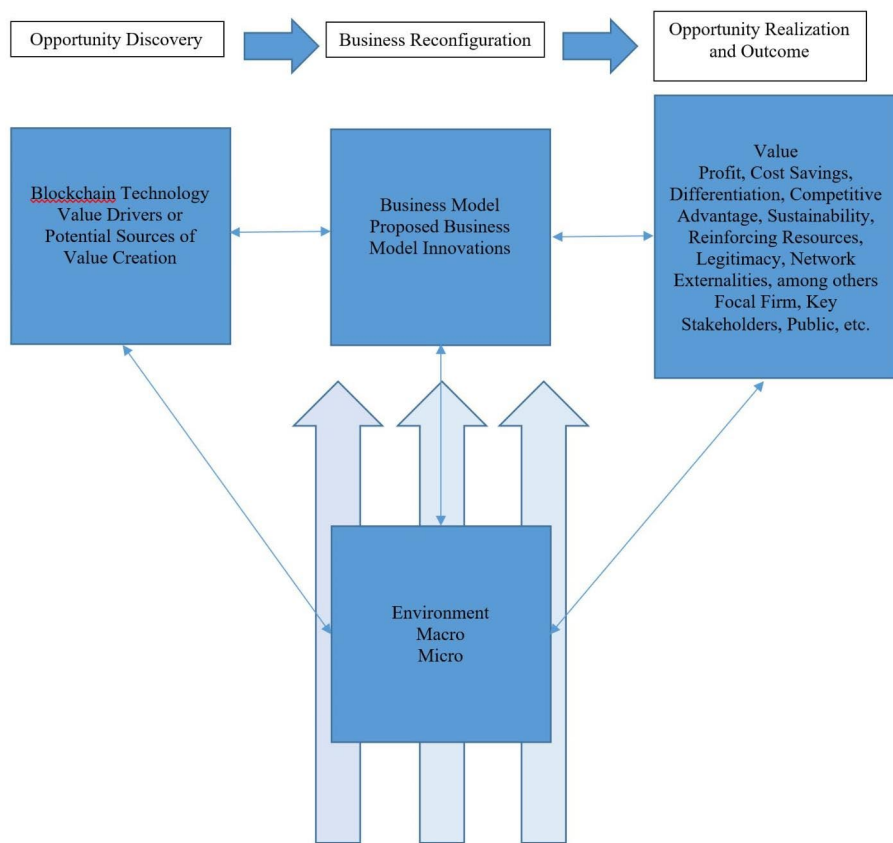 Opportunity Discovery
Business Reconfiguration
Opportunity Realization
and Outcome
Blockchain Technology
Value Drivers or
Potential Sources of
Value Creation
Business Model
Proposed Business
Model Innovations
Value
Profit, Cost Savings,
Differentiation, Competitive
Advantage, Sustainability,
Reinforcing Resources,
Legitimacy, Network
Externalities, among others
Focal Firm, Key
Stakeholders, Public, etc.
Environment
Macro
Micro